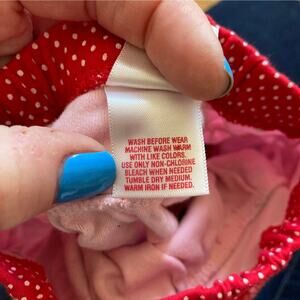 WASH BEFORE WEAR
MACHINE WASH WARM
WITH LIKE COLORS.
USE ONLY NON-CHLORINE
BLEACH WHEN NEEDED
TUMBLE DRY MEDIUM.
WARM IRON IF NEEDED.